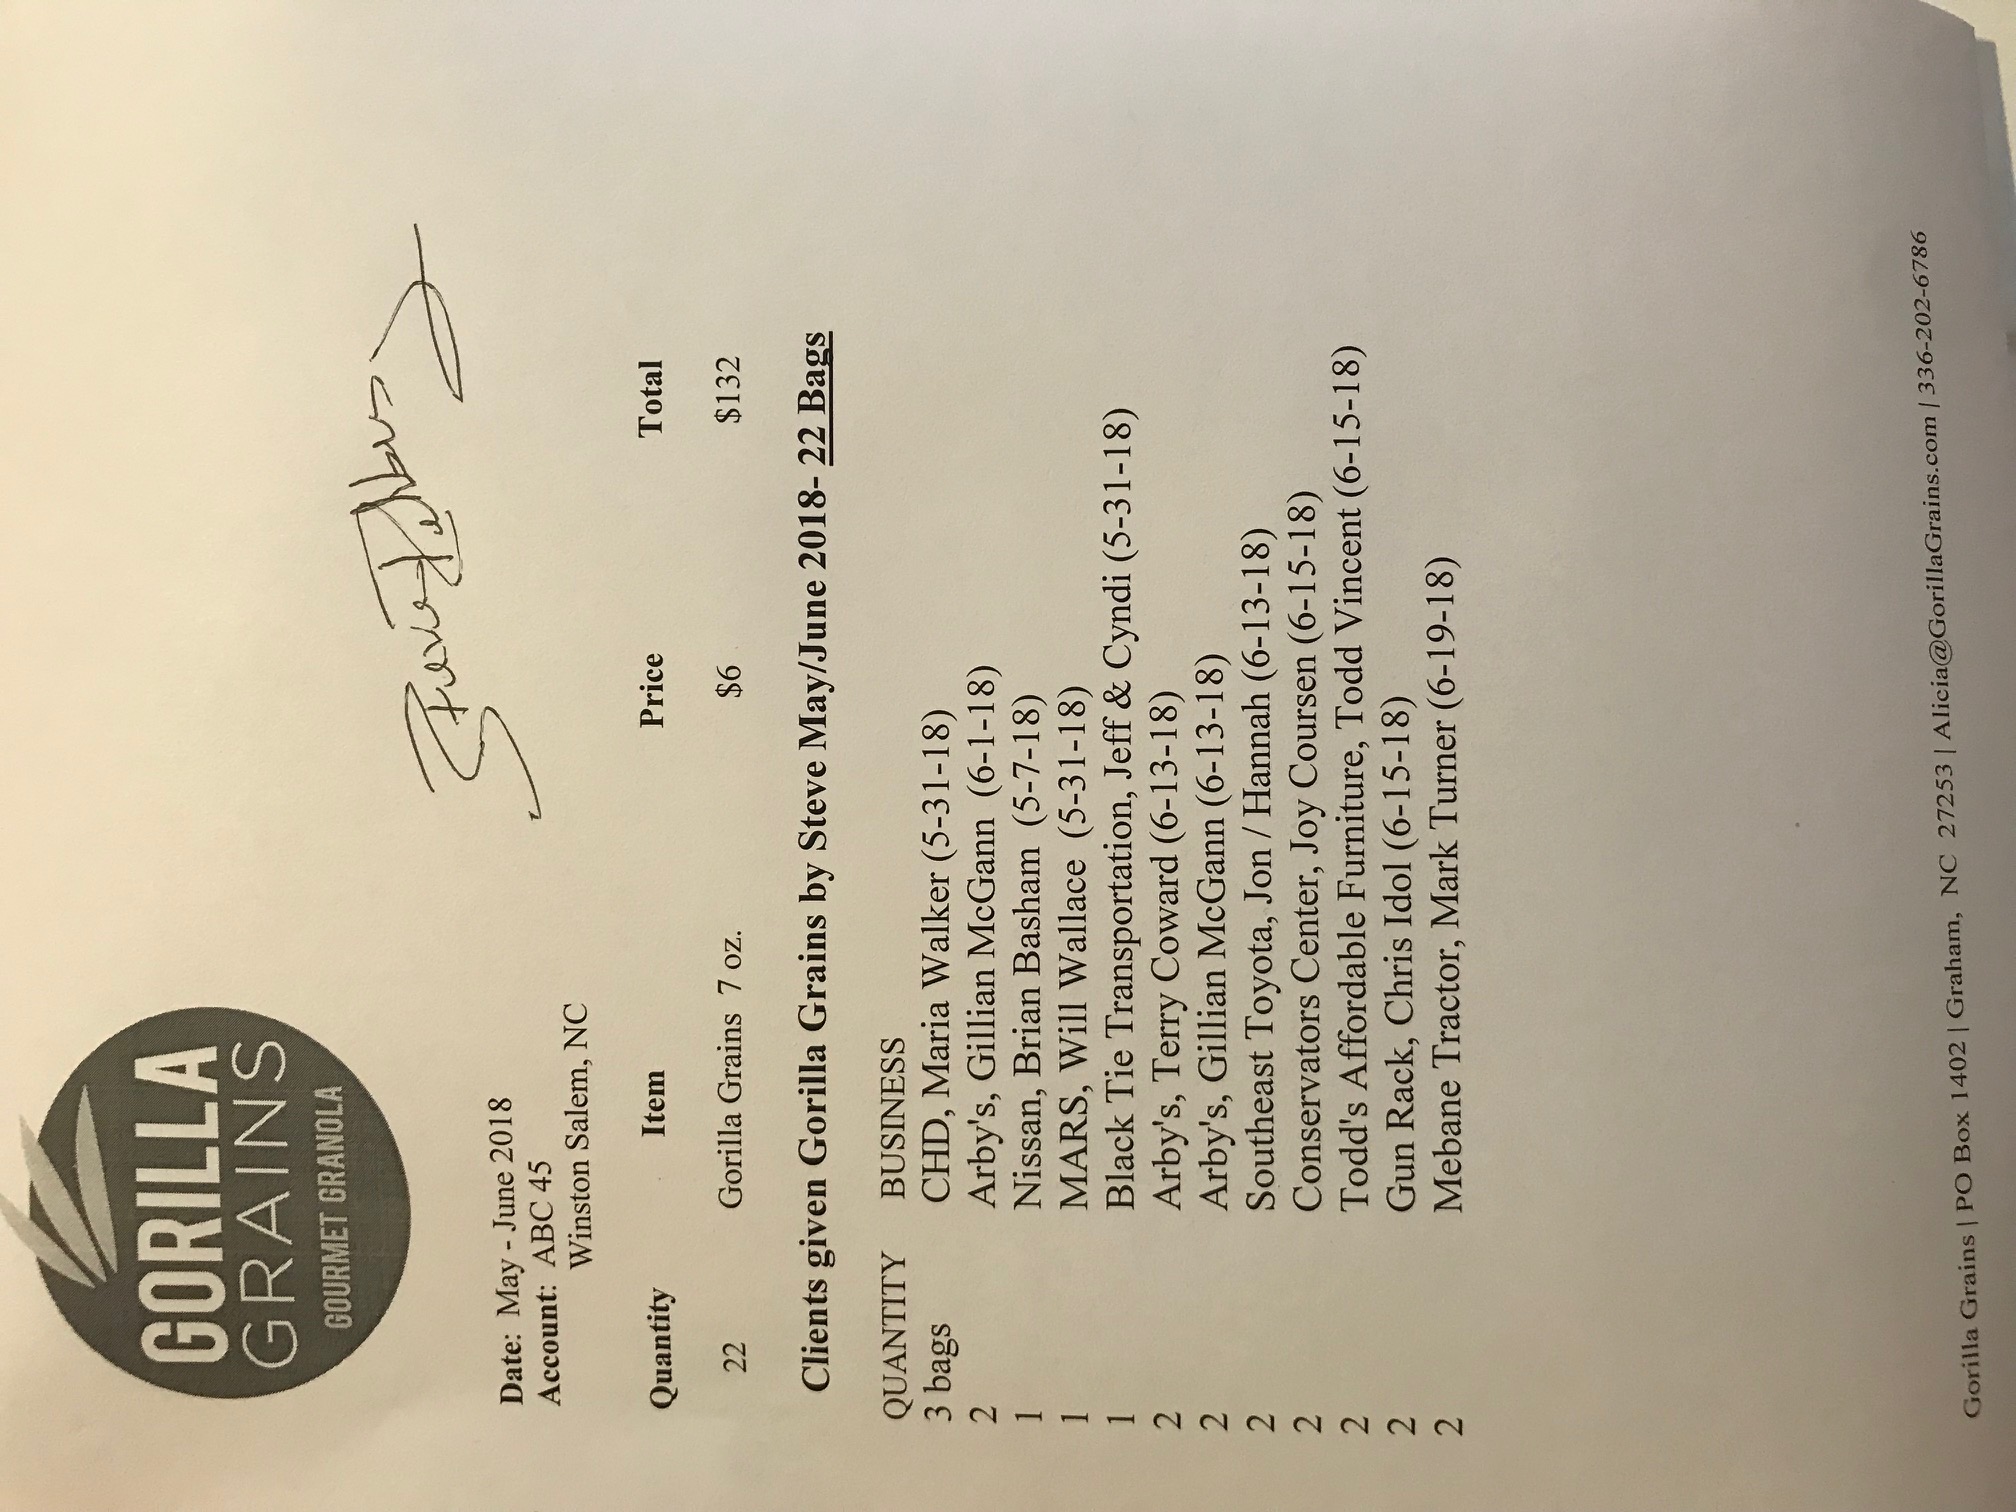 GORILLA
GRAINS
GOURMET GRANOLA
Steve
Date: May - June 2018
Account: ABC 45
Winston Salem, NC
Quantity Item Price Total
22 Gorilla Grains 7 oz. $6 $132
Clients given Gorilla Grains by Steve May/June 2018- 22 Bags
QUANTITY BUSINESS
3 bags CHD, Maria Walker (5-31-18)
2 Arby's, Gillian McGann (6-1-18)
1 Nissan, Brian Basham (5-7-18)
1 MARS, Will Wallace (5-31-18)
1 Black Tie Transportation, Jeff & Cyndi (5-31-18)
2 Arby's, Terry Coward (6-13-18)
2 Arby's, Gillian McGann (6-13-18)
2 Southeast Toyota, Jon / Hannah (6-13-18)
2 Conservators Center, Joy Coursen (6-15-18)
2 Todd's Affordable Furniture, Todd Vincent (6-15-18)
2 Gun Rack, Chris Idol (6-15-18)
2 Mebane Tractor, Mark Turner (6-19-18)
Gorilla Grains | PO Box 1402 | Graham, NC 27253 | Alicia@GorillaGrains.com | 336-202-6786